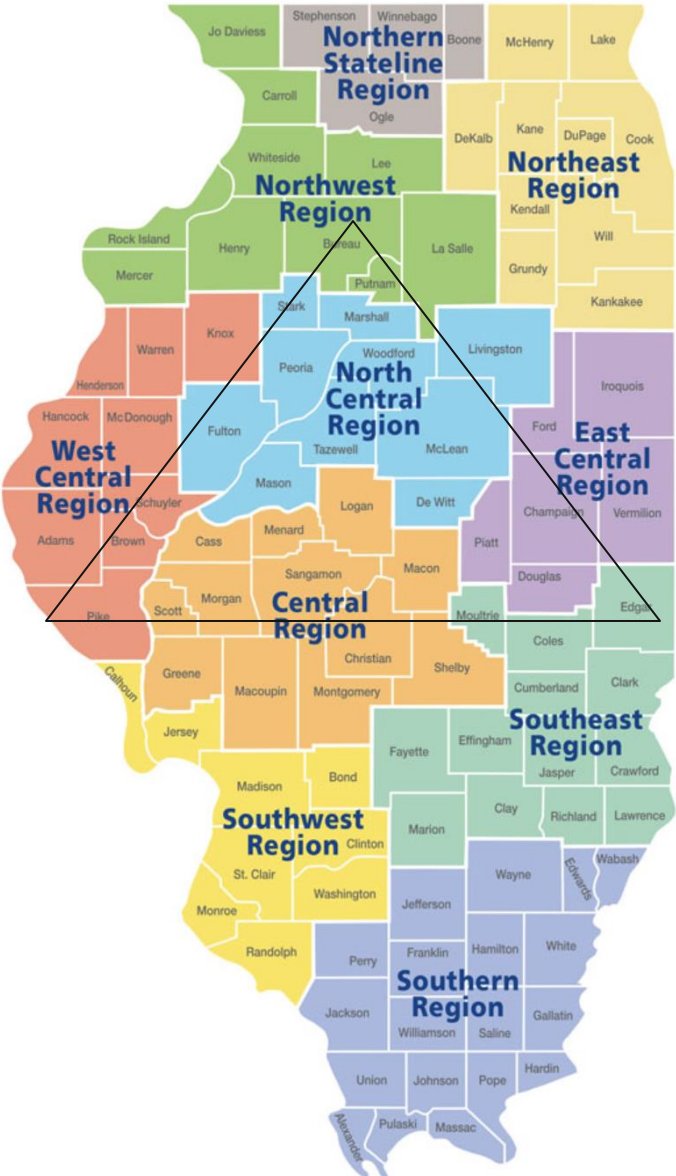 Jo Daviess
Stephenson
Winnebago
Boone
McHenry
Lake
Northern
Stateline
Region
Carroll
Ogle
DeKalb
Kane
DuPage
Cook
Whiteside
Lee
Northeast
Region
Northwest
Region
Kendall
Rock Island
Henry
Bureau
La Salle
Will
Mercer
Putnam
Grundy
Kankakee
Stark
Marshall
Henderson
Warren
Knox
Peoria
Woodford
Livingston
Iroquois
North
Central
Region
Hancock
McDonough
Fulton
Tazewell
McLean
Ford
East
Central
Region
West
Central
Region
Mason
De Witt
Schuyler
Logan
Champaign
Vermilion
Adams
Brown
Cass
Menard
Piatt
Sangamon
Macon
Douglas
Pike
Scott
Morgan
Central
Region
Moultrie
Edgar
Coles
Christian
Shelby
Calhoun
Greene
Macoupin
Montgomery
Cumberland
Clark
Southeast
Region
Jersey
Fayette
Effingham
Jasper
Crawford
Madison
Bond
Clay
Richland
Lawrence
Southwest
Region
Clinton
Marion
St. Clair
Wayne
Edwards
Wabash
Washington
Jefferson
Monroe
Randolph
Perry
Franklin
Hamilton
White
Southern
Region
Jackson
Williamson
Saline
Gallatin
Union
Johnson
Pope
Hardin
Alexander
Pulaski
Massac